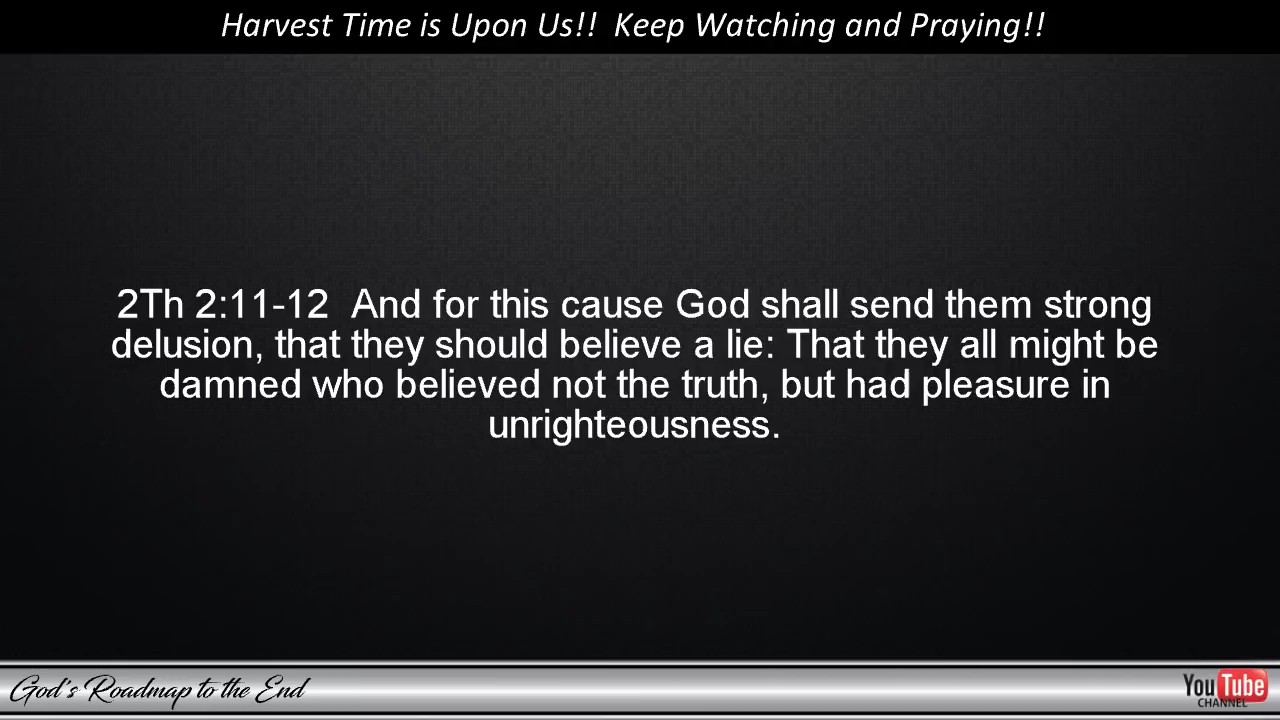 Harvest Time is Upon Us!!  Keep Watching and Praying!!
2Th 2:11-12  And for this cause God shall send them strong
delusion, that they should believe a lie: That they all might be
damned who believed not the truth, but had pleasure in
unrighteousness.
God's Roadmap to the End
YouTube
CHANNEL